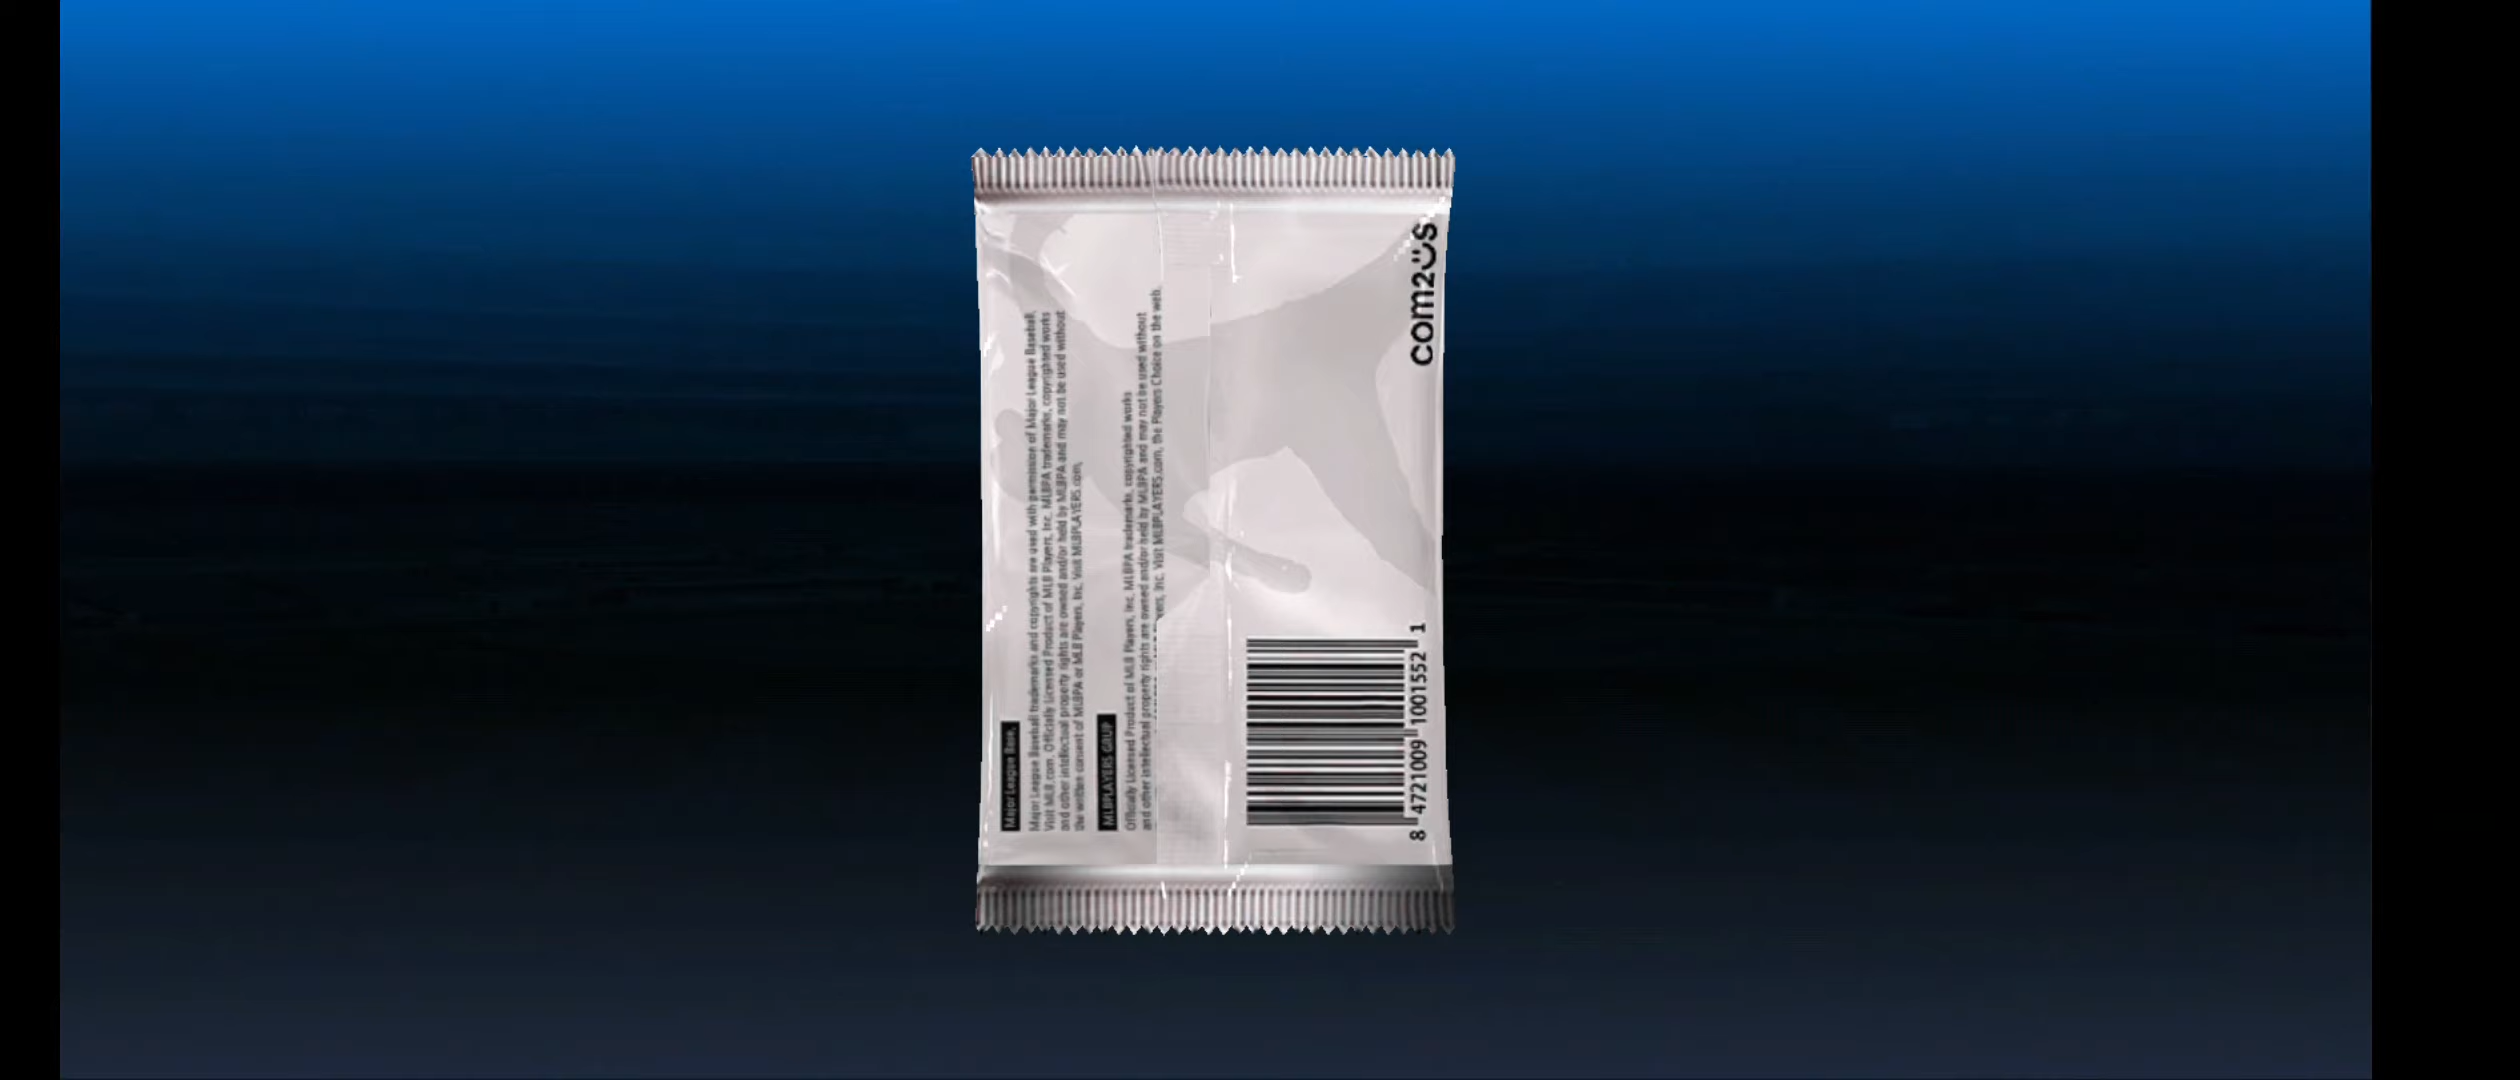 Major League Base,
Major League Baseball trademarks and copyrights are used with permission of Major League Baseball,
Visit MLB.com. Officially Licensed Product of MLB Players, Inc. MLBPA trademarks, copyrighted works
and other intellectual property rights are owned and/or held by MLBPA and may not be used without
the written consent of MLBPA or MLB Players, Inc. Visit MLBPLAYERS.com,
MLBPLAYERS GRUP
Officially Licensed Product of MLB Players, Inc. MLBPA trademarks, copyrighted works
and other intellectual property rights are owned and/or held by MLBPA and may not be used without
Inc. Visit MLBPLAYERS.com, the Players Choice on the web.
com2us
8 4721009 1001552 1